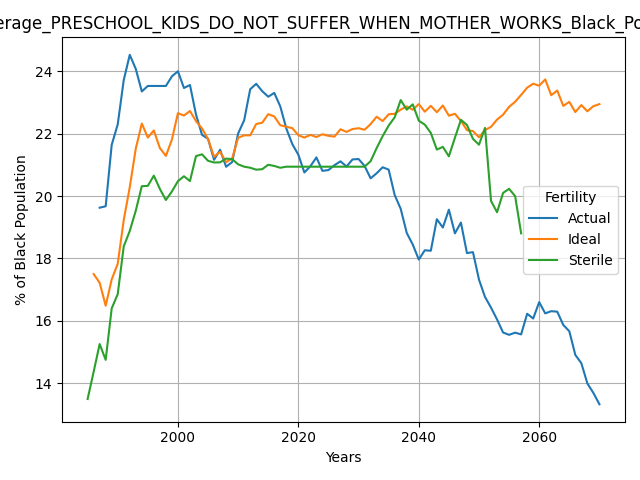 erage_PRESCHOOL_KIDS_DO_NOT_SUFFER_WHEN_MOTHER_WORKS_Black_Po
% of Black Population
24
22
20
18
16
14
Fertility
Actual
Ideal
Sterile
2000 2020 2040 2060
Years